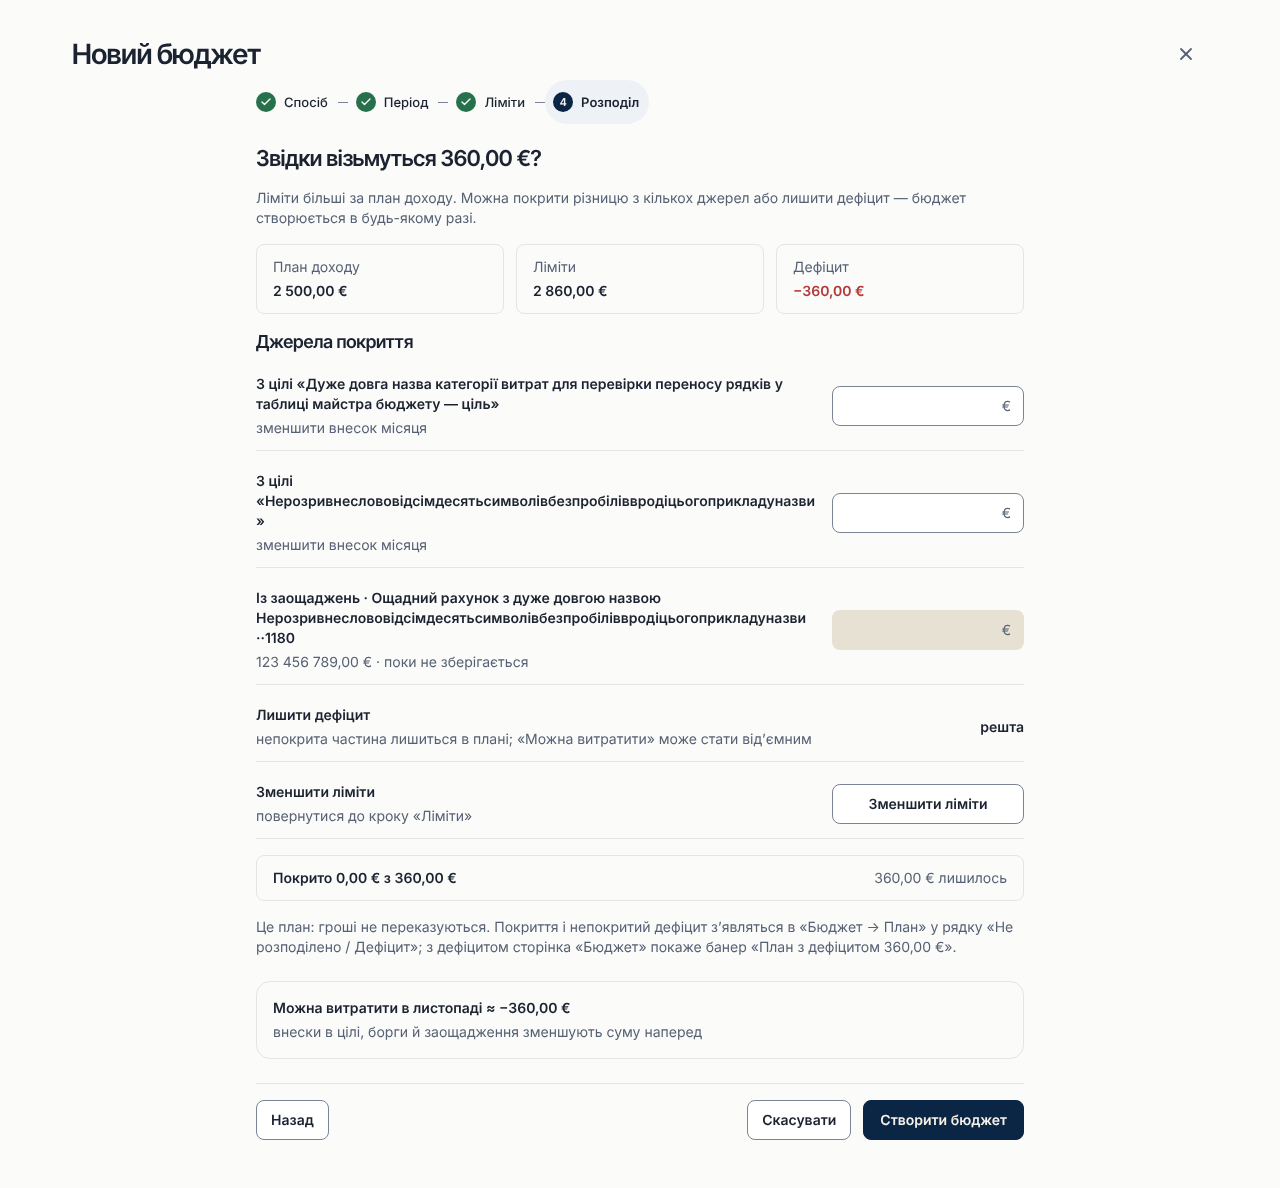 Новий бюджет
Спосіб — Період — Ліміти — 4 Розподіл
Звідки візьмуться 360,00 €?
Ліміти більші за план доходу. Можна покрити різницю з кількох джерел або лишити дефіцит — бюджет
створюється в будь-якому разі.
План доходу
2 500,00 €
Ліміти
2 860,00 €
Дефіцит
−360,00 €
Джерела покриття
З цілі «Дуже довга назва категорії витрат для перевірки переносу рядків у
таблиці майстра бюджету — ціль»
зменшити внесок місяця
€
З цілі
«Нерозривнесловововідсімдесятьсимволівбезпробіліввродіцьогоприкладуназви
»
зменшити внесок місяця
€
Із заощаджень · Ощадний рахунок з дуже довгою назвою
Нерозривнесловововідсімдесятьсимволівбезпробіліввродіцьогоприкладуназви
··1180
123 456 789,00 € · поки не зберігається
€
Лишити дефіцит
непокрита частина лишиться в плані; «Можна витратити» може стати від’ємним
решта
Зменшити ліміти
повернутися до кроку «Ліміти»
Зменшити ліміти
Покрито 0,00 € з 360,00 €
360,00 € лишилось
Це план: гроші не переказуються. Покриття і непокритий дефіцит з’являться в «Бюджет → План» у рядку «Не
розподілено / Дефіцит»; з дефіцитом сторінка «Бюджет» покаже банер «План з дефіцитом 360,00 €».
Можна витратити в листопаді ≈ −360,00 €
внески в цілі, борги й заощадження зменшують суму наперед
Назад
Скасувати
Створити бюджет